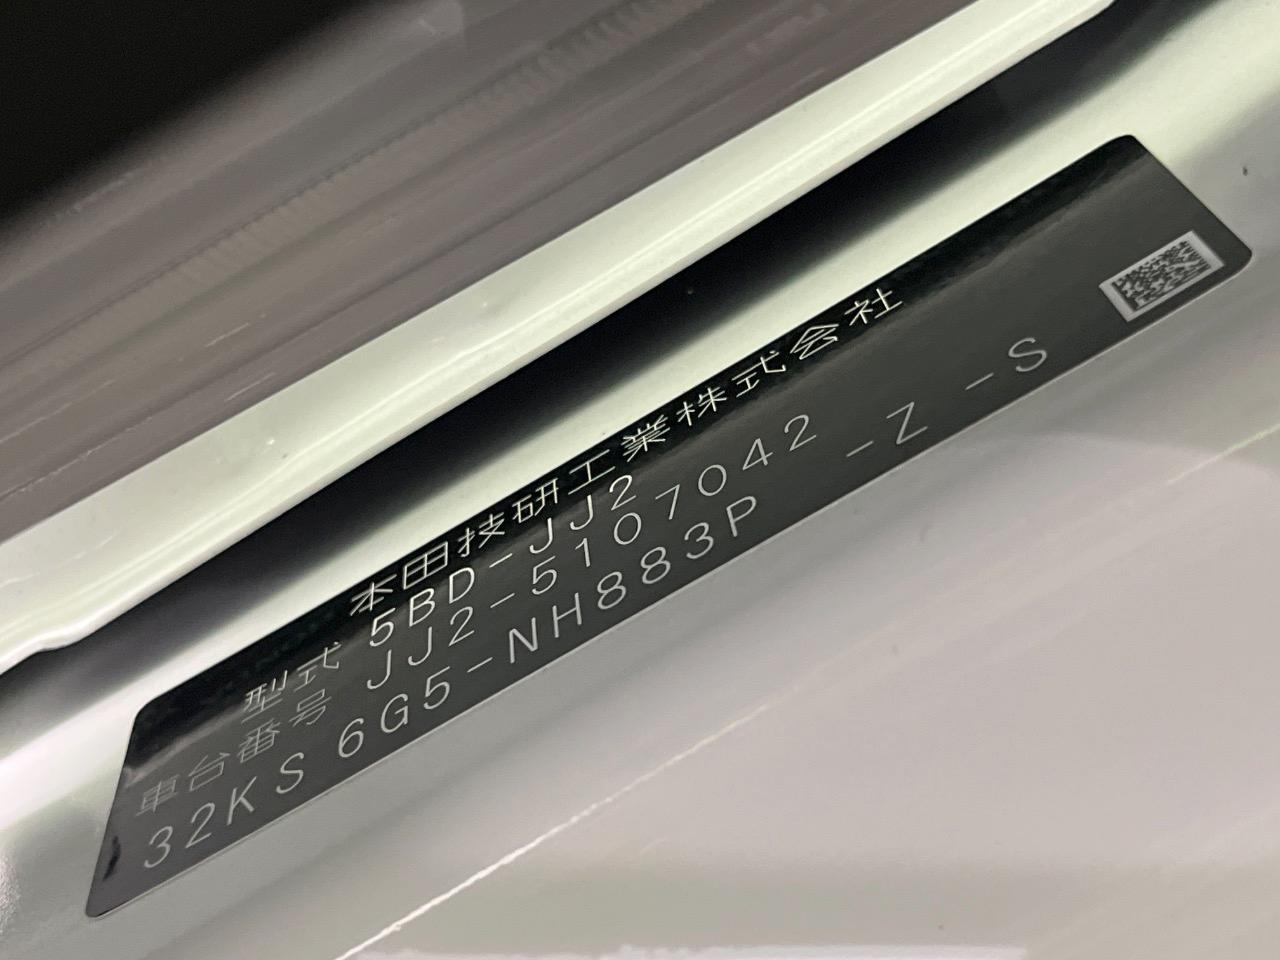 本田技研工業株式会社
型式 5BD-JJ2
車台番号 JJ2-5107042
32KS 6G5-NH883P -Z -S